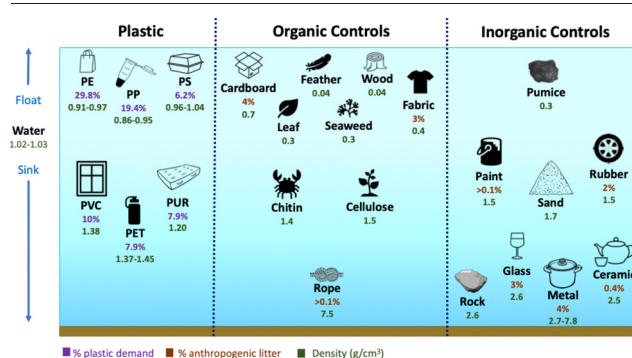 Plastic
Organic Controls
Inorganic Controls
Float
Water
1.02-1.03
Sink
PE
29.8%
0.91-0.97
PP
19.4%
0.86-0.95
PS
6.2%
0.96-1.04
PVC
10%
1.38
PET
7.9%
1.37-1.45
PUR
7.9%
1.20
Cardboard
4%
0.7
Feather
0.04
Wood
0.04
Fabric
3%
0.4
Leaf
0.3
Seaweed
0.3
Chitin
1.4
Cellulose
1.5
Rope
>0.1%
7.5
Pumice
0.3
Paint
>0.1%
1.5
Sand
1.7
Rubber
2%
1.5
Rock
2.6
Glass
3%
2.6
Metal
4%
2.7-7.8
Ceramic
0.4%
2.5
% plastic demand
% anthropogenic litter
Density (g/cm³)